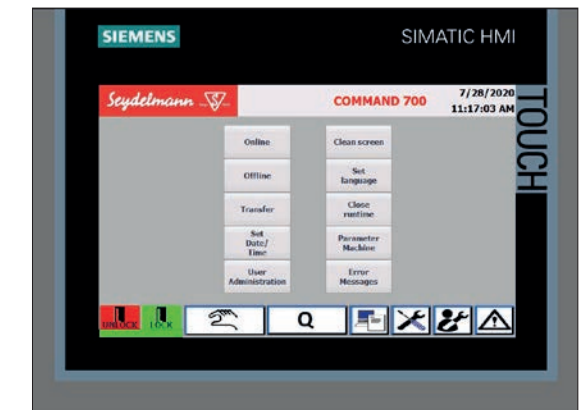 SIEMENS
SIMATIC HMI
TOUCH
Seydelmann
COMMAND 700
7/28/2020
11:17:03 AM
Online
Clean screen
Offline
Set
language
Transfer
Close
runtime
Set
Date/
Time
Parameter
Machine
User
Administration
Error
Messages
UNLOCK
LOCK
Q